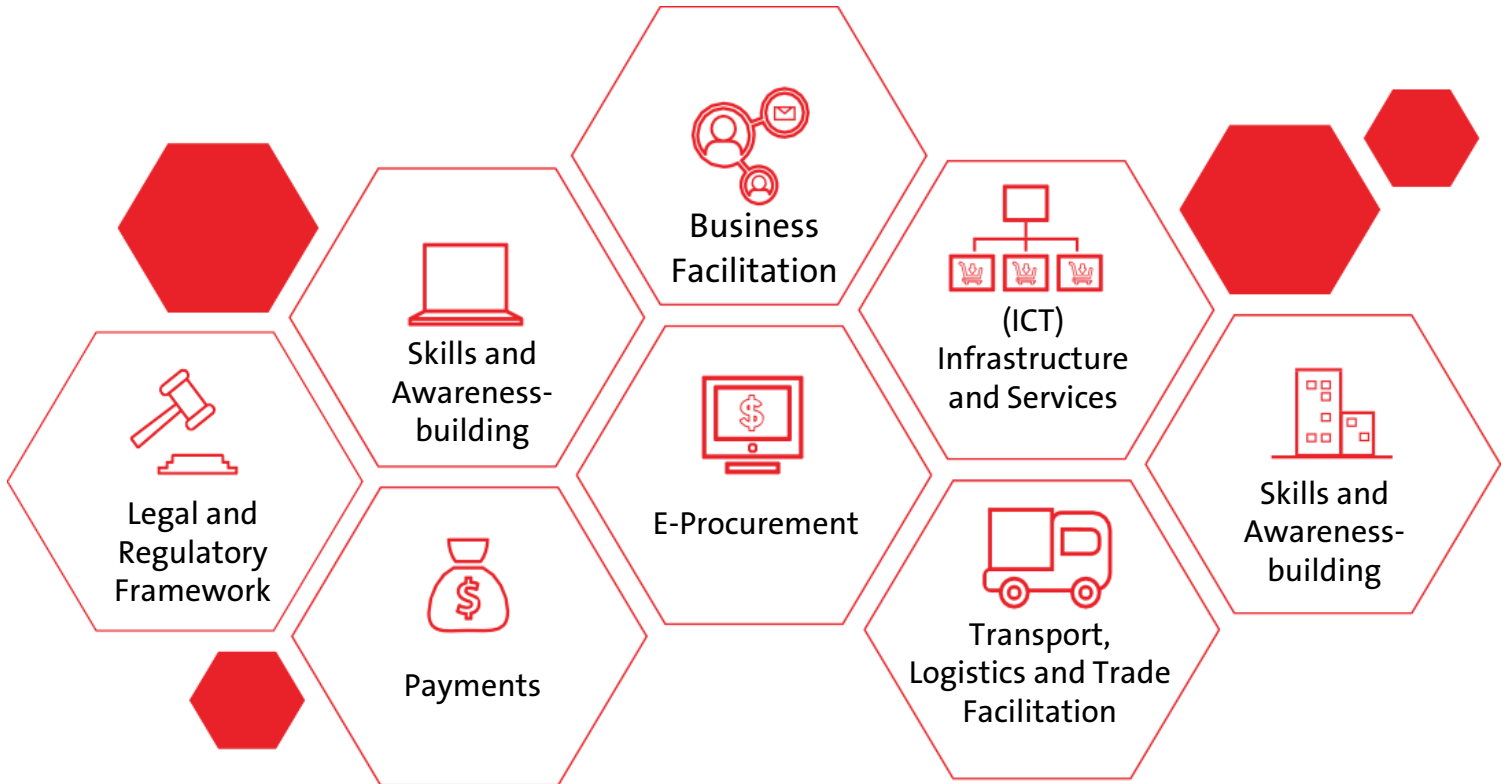 Business
Facilitation
(ICT)
Infrastructure
and Services
Skills and
Awareness-
building
Legal and
Regulatory
Framework
$
E-Procurement
Skills and
Awareness-
building
$
Payments
Transport,
Logistics and Trade
Facilitation